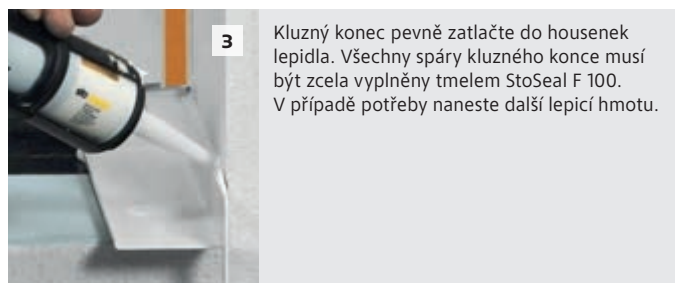 3
Kluzný konec pevně zatlačte do housenek
lepidla. Všechny spáry kluzného konce musí
být zcela vyplněny tmelem StoSeal F 100.
V případě potřeby naneste další lepicí hmotu.